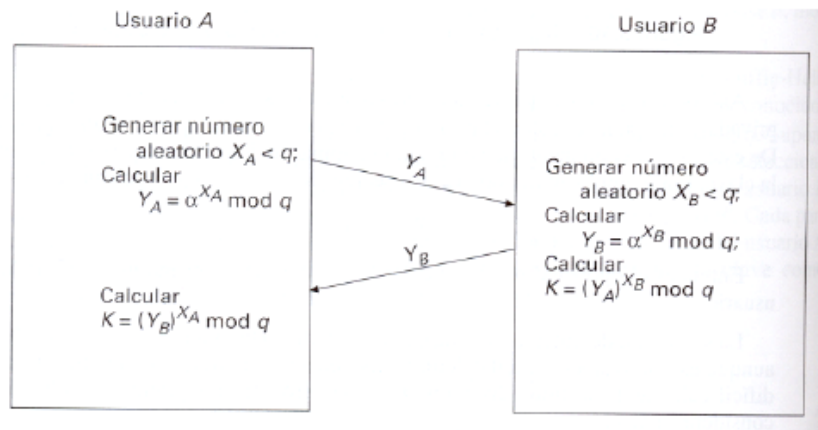 Usuario A
Generar número
aleatorio X_A < q;
Calcular
Y_A = α^X_A mod q
Calcular
K = (Y_B)^X_A mod q
Y_A
Y_B
Usuario B
Generar número
aleatorio X_B < q;
Calcular
Y_B = α^X_B mod q;
Calcular
K = (Y_A)^X_B mod q